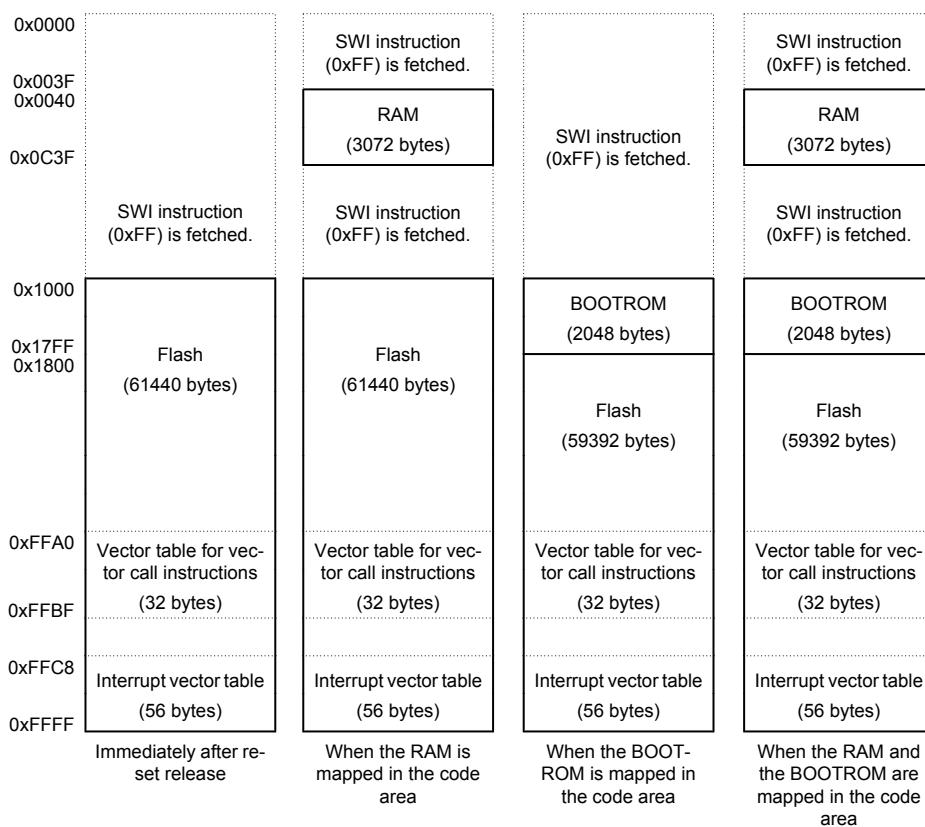 0x0000
0x003F
0x0040
0x0C3F
0x1000
0x17FF
0x1800
0xFFA0
0xFFBF
0xFFC8
0xFFFF
SWI instruction
(0xFF) is fetched.
Flash
(61440 bytes)
Vector table for vec-
tor call instructions
(32 bytes)
Interrupt vector table
(56 bytes)
Immediately after re-
set release
SWI instruction
(0xFF) is fetched.
RAM
(3072 bytes)
SWI instruction
(0xFF) is fetched.
Flash
(61440 bytes)
Vector table for vec-
tor call instructions
(32 bytes)
Interrupt vector table
(56 bytes)
When the RAM is
mapped in the code
area
SWI instruction
(0xFF) is fetched.
BOOTROM
(2048 bytes)
Flash
(59392 bytes)
Vector table for vec-
tor call instructions
(32 bytes)
Interrupt vector table
(56 bytes)
When the BOOT-
ROM is mapped in
the code area
SWI instruction
(0xFF) is fetched.
RAM
(3072 bytes)
SWI instruction
(0xFF) is fetched.
BOOTROM
(2048 bytes)
Flash
(59392 bytes)
Vector table for vec-
tor call instructions
(32 bytes)
Interrupt vector table
(56 bytes)
When the RAM and
the BOOTROM are
mapped in the code
area